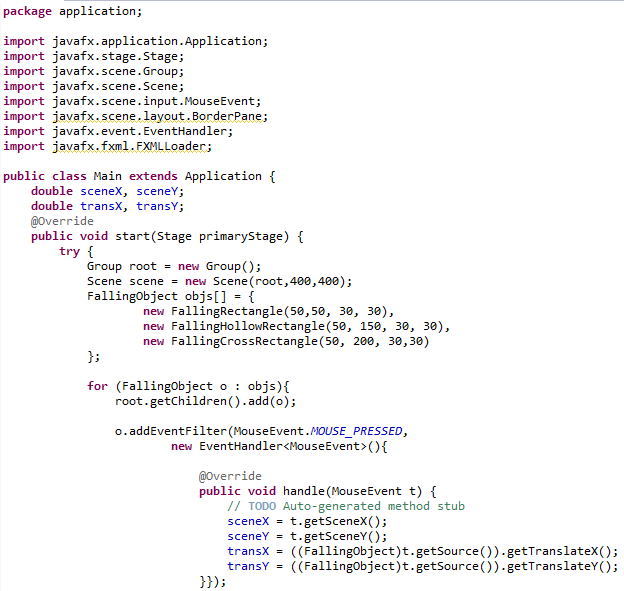 package application;

import javafx.application.Application;
import javafx.stage.Stage;
import javafx.scene.Group;
import javafx.scene.Scene;
import javafx.scene.input.MouseEvent;
import javafx.scene.layout.BorderPane;
import javafx.event.EventHandler;
import javafx.fxml.FXMLLoader;

public class Main extends Application {
    double sceneX, sceneY;
    double transX, transY;
    @Override
    public void start(Stage primaryStage) {
        try {
            Group root = new Group();
            Scene scene = new Scene(root,400,400);
            FallingObject objs[] = {
                    new FallingRectangle(50,50, 30, 30),
                    new FallingHollowRectangle(50, 150, 30, 30),
                    new FallingCrossRectangle(50, 200, 30,30)
            };

            for (FallingObject o : objs){
                root.getChildren().add(o);

                o.addEventFilter(MouseEvent.MOUSE_PRESSED,
                        new EventHandler<MouseEvent>(){

                            @Override
                            public void handle(MouseEvent t) {
                                // TODO Auto-generated method stub
                                sceneX = t.getSceneX();
                                sceneY = t.getSceneY();
                                transX = ((FallingObject)t.getSource()).getTranslateX();
                                transY = ((FallingObject)t.getSource()).getTranslateY();
                            }});